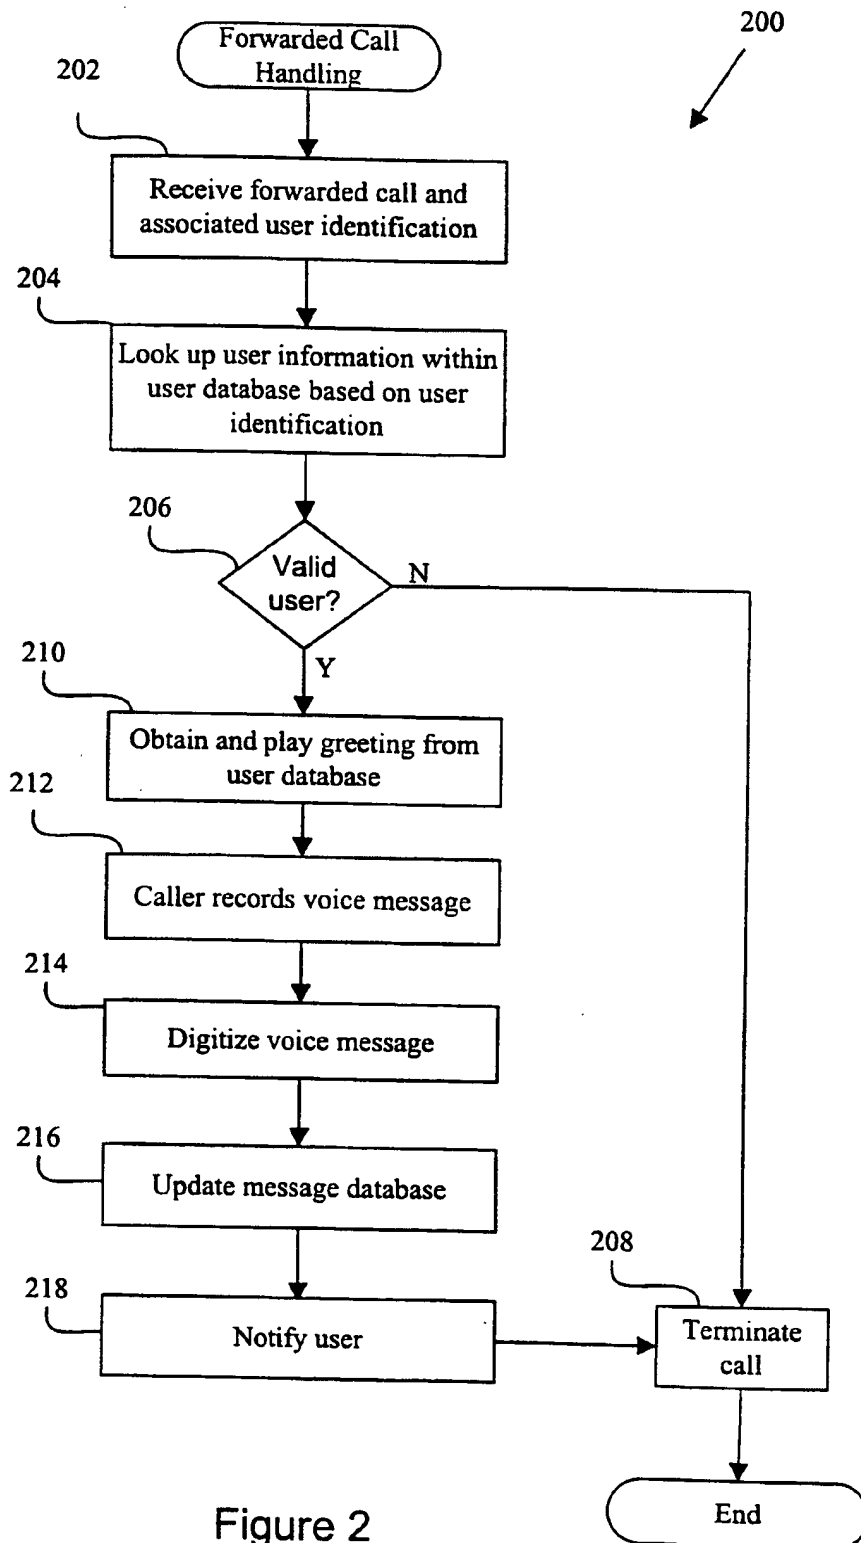 200
Forwarded Call
Handling
202
Receive forwarded call and
associated user identification
204
Look up user information within
user database based on user
identification
206
Valid
user?
N
Y
210
Obtain and play greeting from
user database
212
Caller records voice message
214
Digitize voice message
216
Update message database
218
Notify user
208
Terminate
call
End
Figure 2